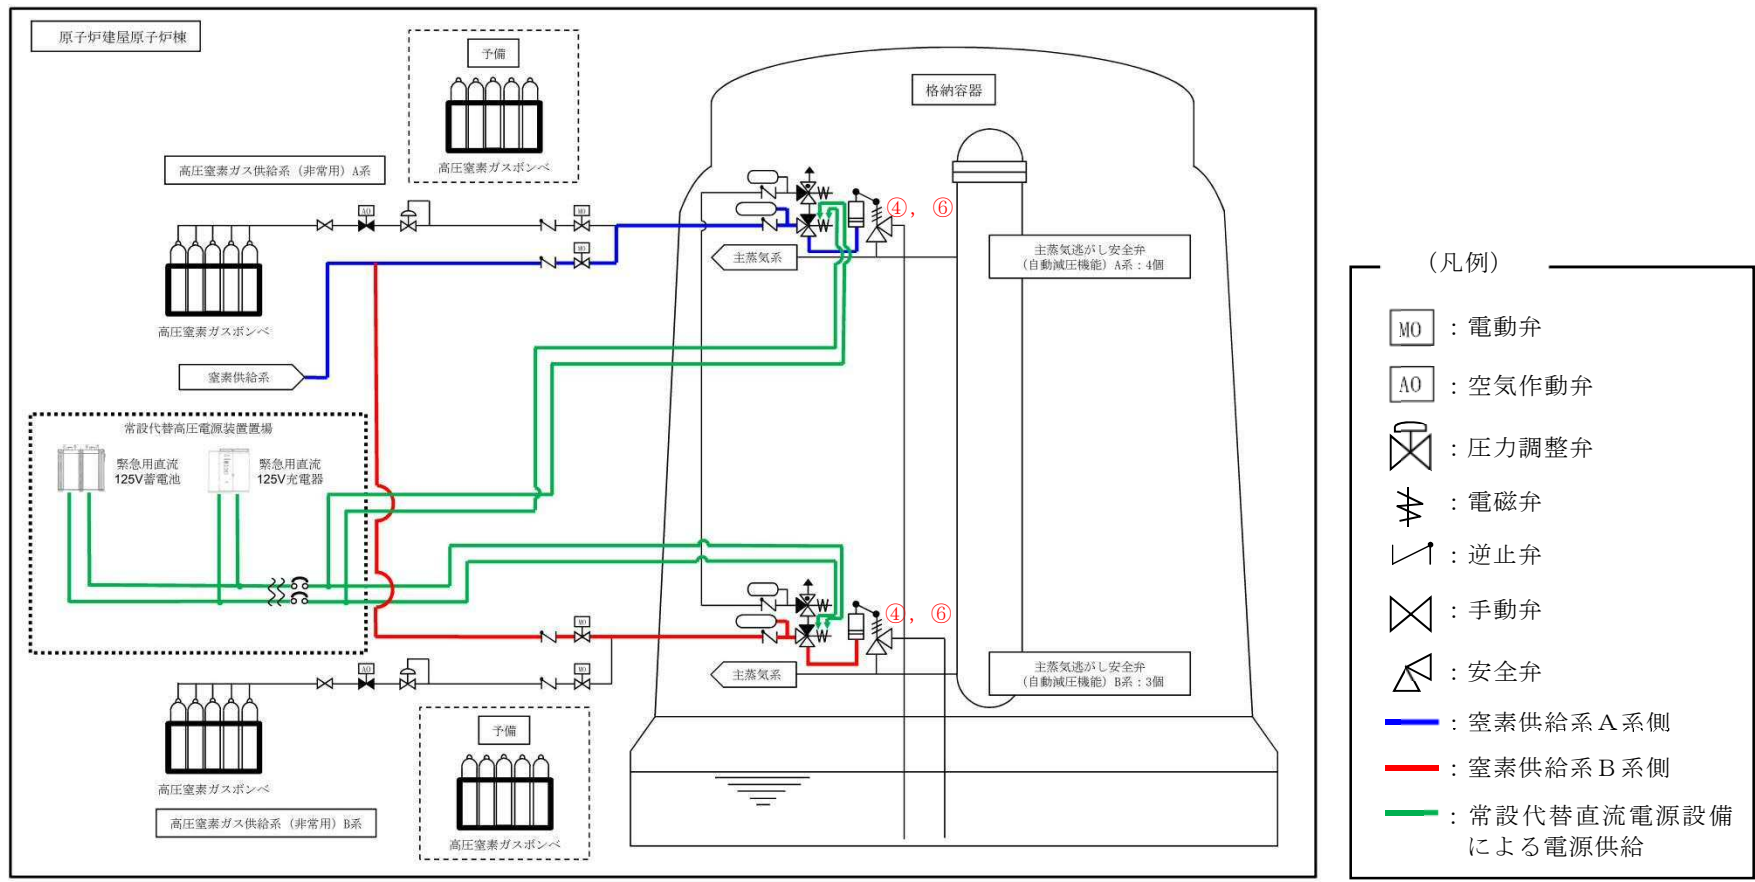 原子炉建屋原子炉棟
予備
高圧窒素ガスボンベ
格納容器
高圧窒素ガス供給系（非常用）A系
AO
MO
④，⑥
MO
主蒸気系
主蒸気逃がし安全弁
（自動減圧機能）A系：4個
高圧窒素ガスボンベ
窒素供給系
常設代替高圧電源装置置場
緊急用直流
125V蓄電池
緊急用直流
125V充電器
④，⑥
MO
AO
MO
主蒸気系
主蒸気逃がし安全弁
（自動減圧機能）B系：3個
予備
高圧窒素ガスボンベ
高圧窒素ガス供給系（非常用）B系
高圧窒素ガスボンベ
（凡例）
MO：電動弁
AO：空気作動弁
：圧力調整弁
：電磁弁
：逆止弁
：手動弁
：安全弁
：窒素供給系Ａ系側
：窒素供給系Ｂ系側
：常設代替直流電源設備
による電源供給